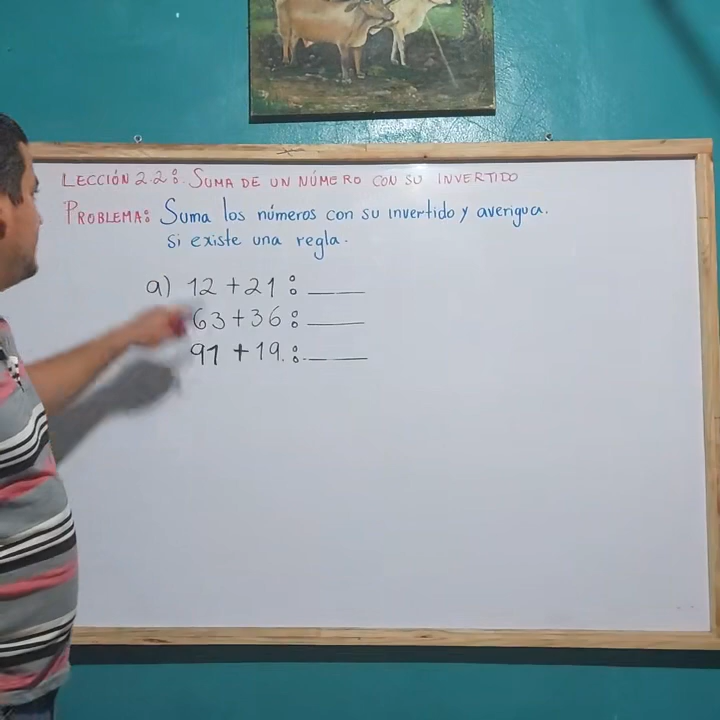 LECCIÓN 2.2:. SUMA DE UN NÚMERO CON SU INVERTIDO
PROBLEMA: Suma los números con su invertido y averigua.
si existe una regla.
a) 12 + 21 : ____
63 + 36 : ____
91 + 19. : ____